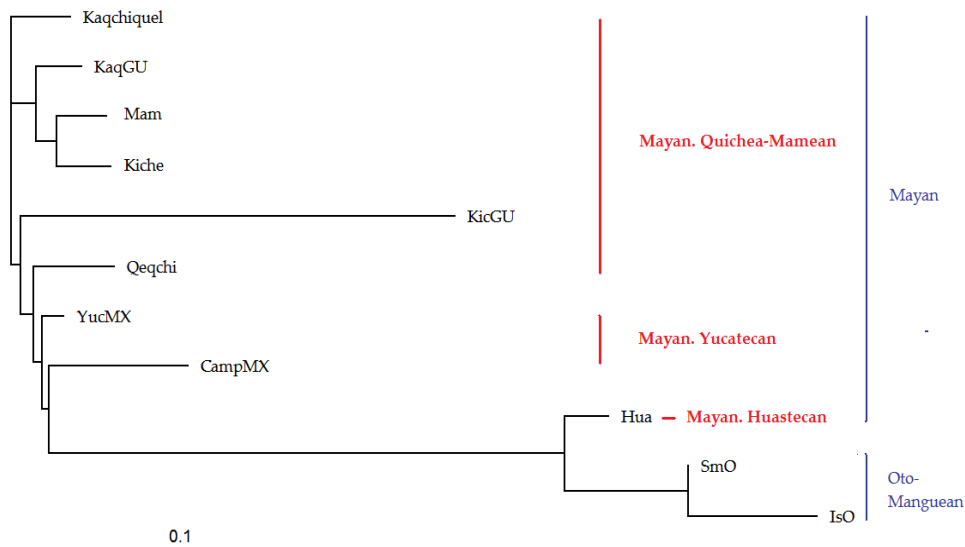 Kaqchiquel
KaqGU
Mam
Kiche
Mayan. Quichea-Mamean
Mayan
KicGU
Qeqchi
YucMX
Mayan. Yucatecan
CampMX
Hua
Mayan. Huastecan
SmO
Oto-
Manguean
IsO
0.1